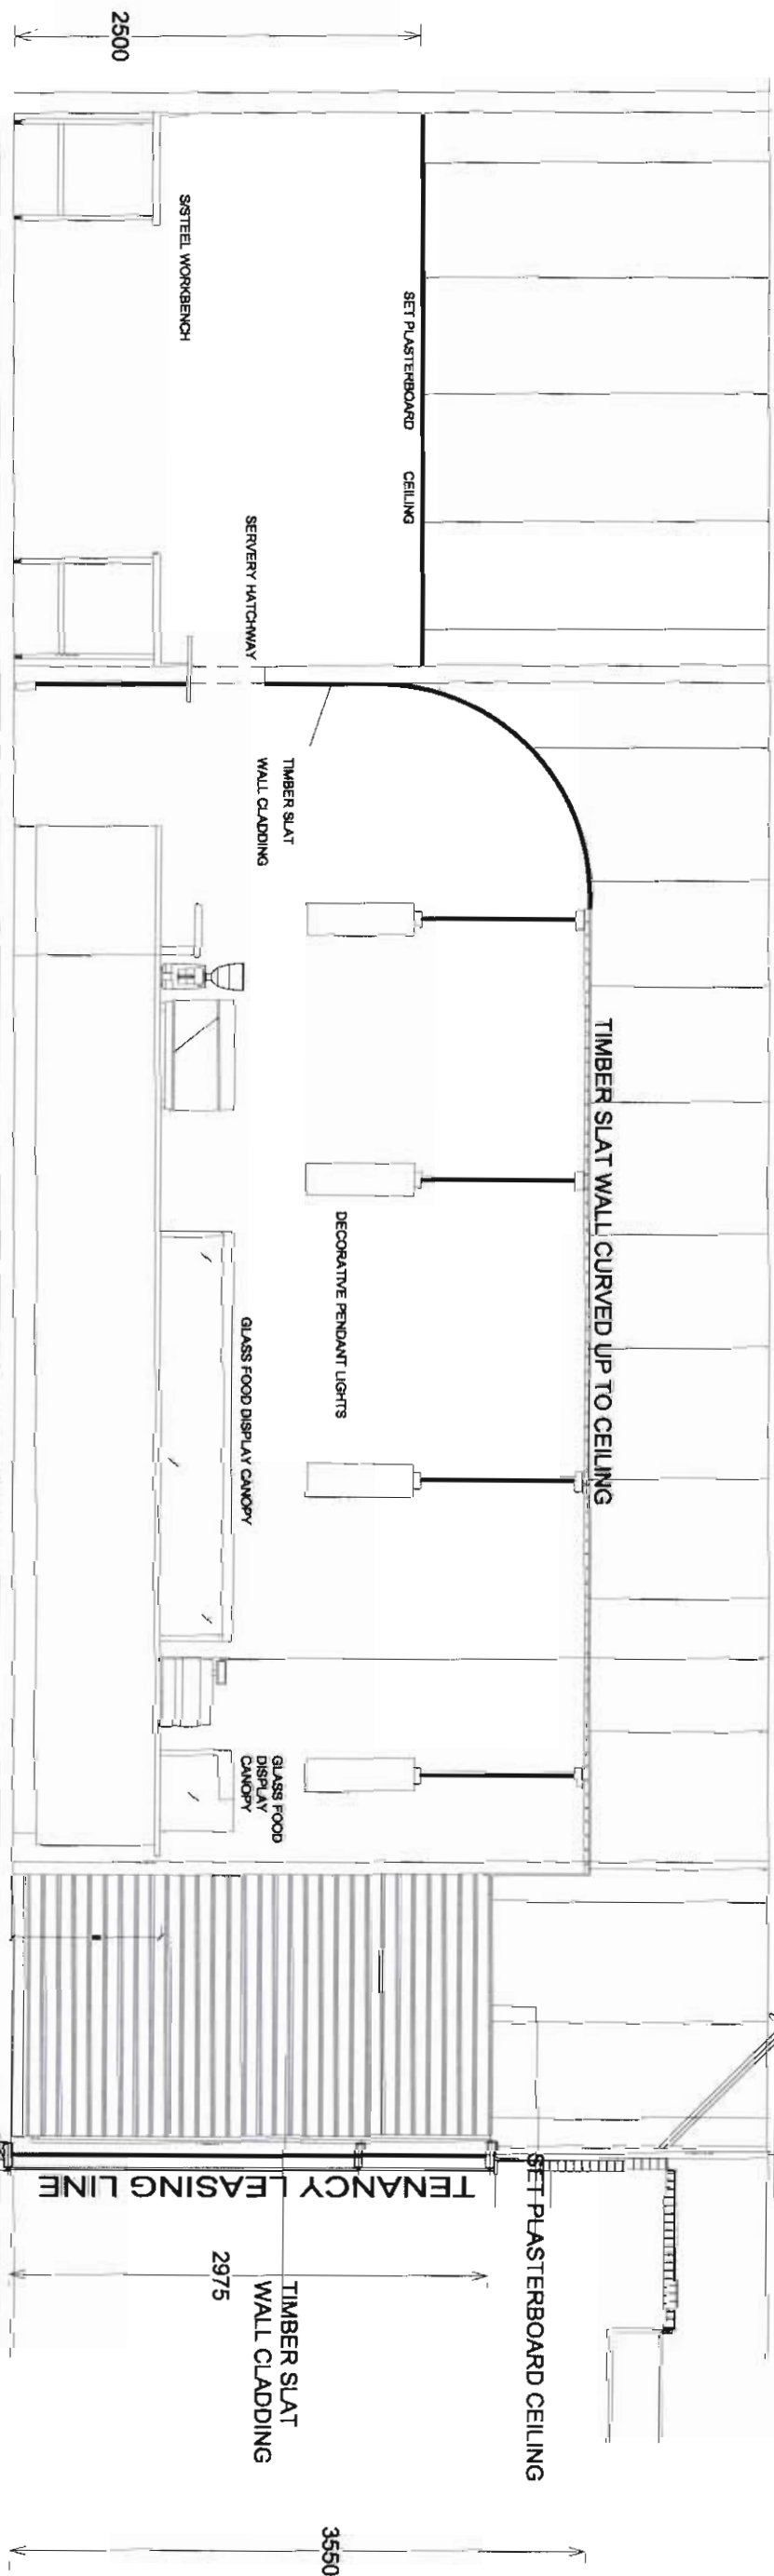 2500
S/STEEL WORKBENCH
SET PLASTERBOARD CEILING
SERVERY HATCHWAY
TIMBER SLAT
WALL CLADDING
TIMBER SLAT WALL CURVED UP TO CEILING
DECORATIVE PENDANT LIGHTS
GLASS FOOD DISPLAY CANOPY
GLASS FOOD
DISPLAY
CANOPY
TENANCY LEASING LINE
SET PLASTERBOARD CEILING
2975
TIMBER SLAT
WALL CLADDING
3550